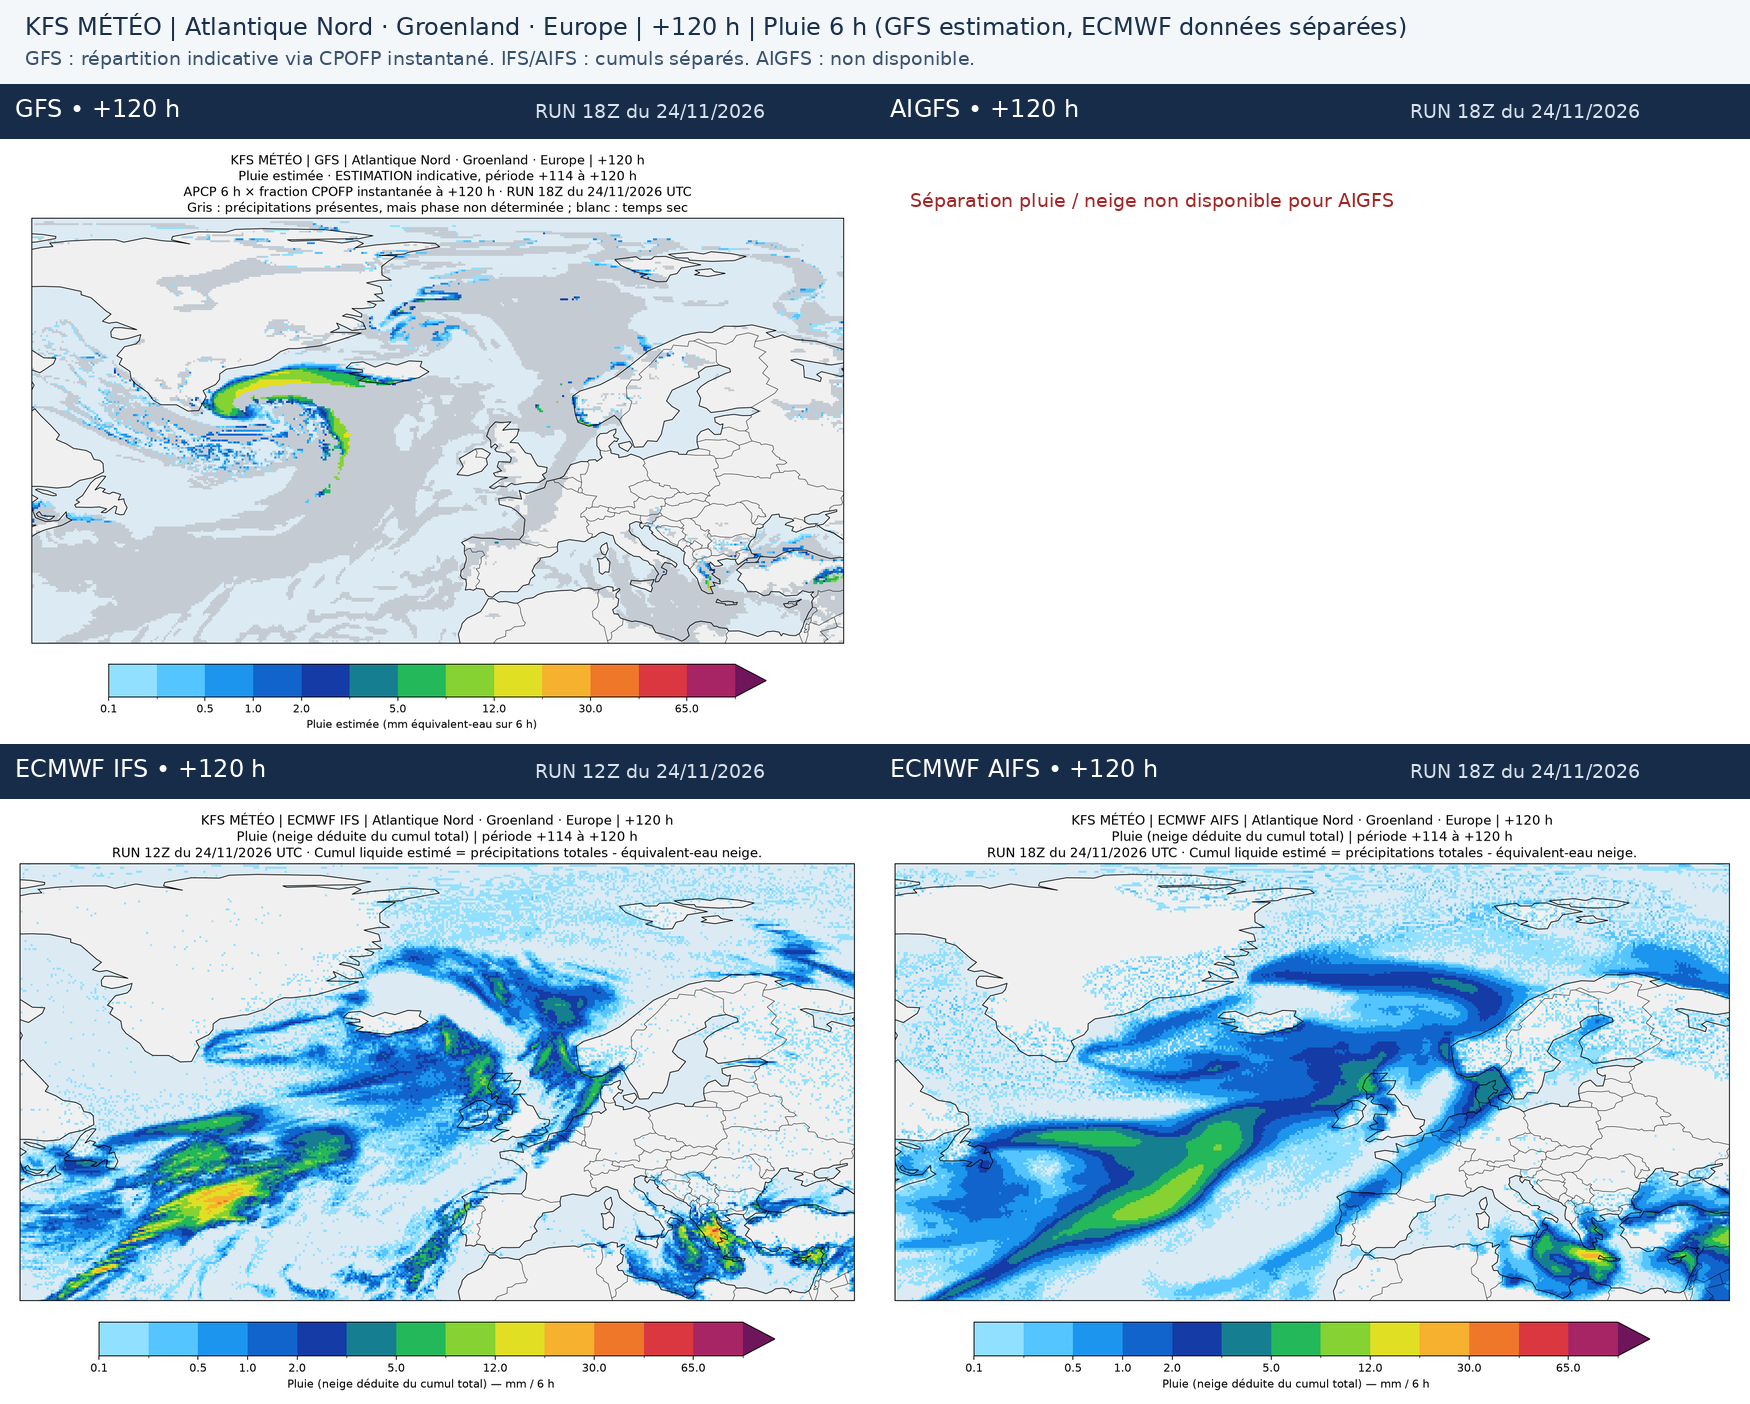 KFS MÉTÉO | Atlantique Nord · Groenland · Europe | +120 h | Pluie 6 h (GFS estimation, ECMWF données séparées)
GFS : répartition indicative via CPOFP instantané. IFS/AIFS : cumuls séparés. AIGFS : non disponible.
GFS • +120 h
RUN 18Z du 24/11/2026
AIGFS • +120 h
RUN 18Z du 24/11/2026
KFS MÉTÉO | GFS | Atlantique Nord · Groenland · Europe | +120 h
Pluie estimée · ESTIMATION indicative, période +114 à +120 h
APCP 6 h × fraction CPOFP instantanée à +120 h · RUN 18Z du 24/11/2026 UTC
Gris : précipitations présentes, mais phase non déterminée ; blanc : temps sec
Séparation pluie / neige non disponible pour AIGFS
0.1 0.5 1.0 2.0 5.0 12.0 30.0 65.0
Pluie estimée (mm équivalent-eau sur 6 h)
ECMWF IFS • +120 h
RUN 12Z du 24/11/2026
ECMWF AIFS • +120 h
RUN 18Z du 24/11/2026
KFS MÉTÉO | ECMWF IFS | Atlantique Nord · Groenland · Europe | +120 h
Pluie (neige déduite du cumul total) | période +114 à +120 h
RUN 12Z du 24/11/2026 UTC · Cumul liquide estimé = précipitations totales - équivalent-eau neige.
KFS MÉTÉO | ECMWF AIFS | Atlantique Nord · Groenland · Europe | +120 h
Pluie (neige déduite du cumul total) | période +114 à +120 h
RUN 18Z du 24/11/2026 UTC · Cumul liquide estimé = précipitations totales - équivalent-eau neige.
0.1 0.5 1.0 2.0 5.0 12.0 30.0 65.0
Pluie (neige déduite du cumul total) — mm / 6 h
0.1 0.5 1.0 2.0 5.0 12.0 30.0 65.0
Pluie (neige déduite du cumul total) — mm / 6 h